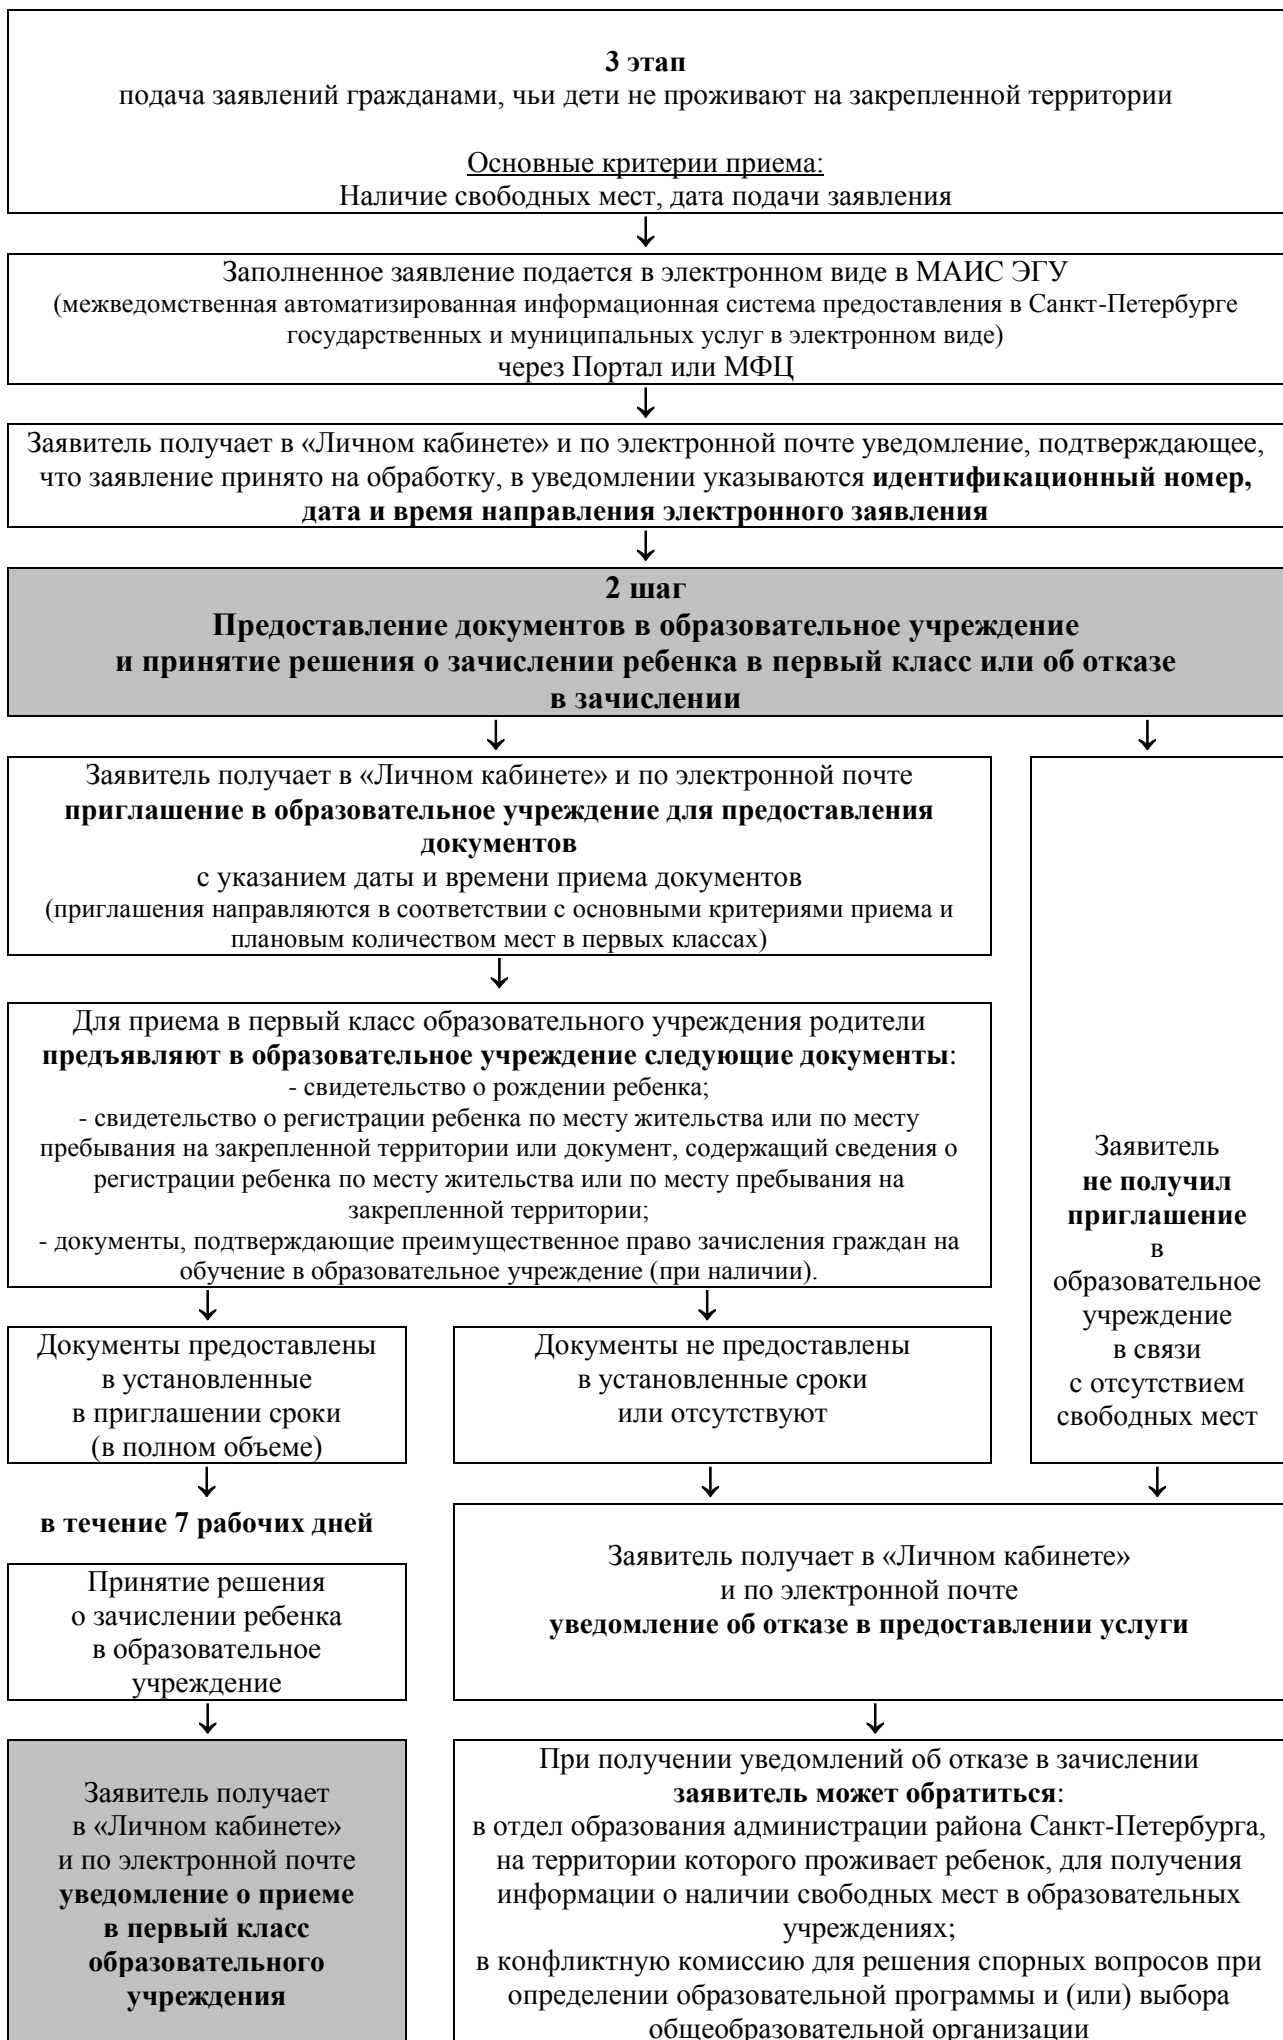 3 этап
подача заявлений гражданами, чьи дети не проживают на закрепленной территории
Основные критерии приема:
Наличие свободных мест, дата подачи заявления
Заполненное заявление подается в электронном виде в МАИС ЭГУ
(межведомственная автоматизированная информационная система предоставления в Санкт-Петербурге
государственных и муниципальных услуг в электронном виде)
через Портал или МФЦ
Заявитель получает в «Личном кабинете» и по электронной почте уведомление, подтверждающее,
что заявление принято на обработку, в уведомлении указываются идентификационный номер,
дата и время направления электронного заявления
2 шаг
Предоставление документов в образовательное учреждение
и принятие решения о зачислении ребенка в первый класс или об отказе
в зачислении
Заявитель получает в «Личном кабинете» и по электронной почте
приглашение в образовательное учреждение для предоставления
документов
с указанием даты и времени приема документов
(приглашения направляются в соответствии с основными критериями приема и
плановым количеством мест в первых классах)
Для приема в первый класс образовательного учреждения родители
предъявляют в образовательное учреждение следующие документы:
- свидетельство о рождении ребенка;
- свидетельство о регистрации ребенка по месту жительства или по месту
пребывания на закрепленной территории или документ, содержащий сведения о
регистрации ребенка по месту жительства или по месту пребывания на
закрепленной территории;
- документы, подтверждающие преимущественное право зачисления граждан на
обучение в образовательное учреждение (при наличии).
Заявитель
не получил
приглашение
в
образовательное
учреждение
в связи
с отсутствием
свободных мест
Документы предоставлены
в установленные
в приглашении сроки
(в полном объеме)
Документы не предоставлены
в установленные сроки
или отсутствуют
в течение 7 рабочих дней
Принятие решения
о зачислении ребенка
в образовательное
учреждение
Заявитель получает в «Личном кабинете»
и по электронной почте
уведомление об отказе в предоставлении услуги
Заявитель получает
в «Личном кабинете»
и по электронной почте
уведомление о приеме
в первый класс
образовательного
учреждения
При получении уведомлений об отказе в зачислении
заявитель может обратиться:
в отдел образования администрации района Санкт-Петербурга,
на территории которого проживает ребенок, для получения
информации о наличии свободных мест в образовательных
учреждениях;
в конфликтную комиссию для решения спорных вопросов при
определении образовательной программы и (или) выбора
общеобразовательной организации